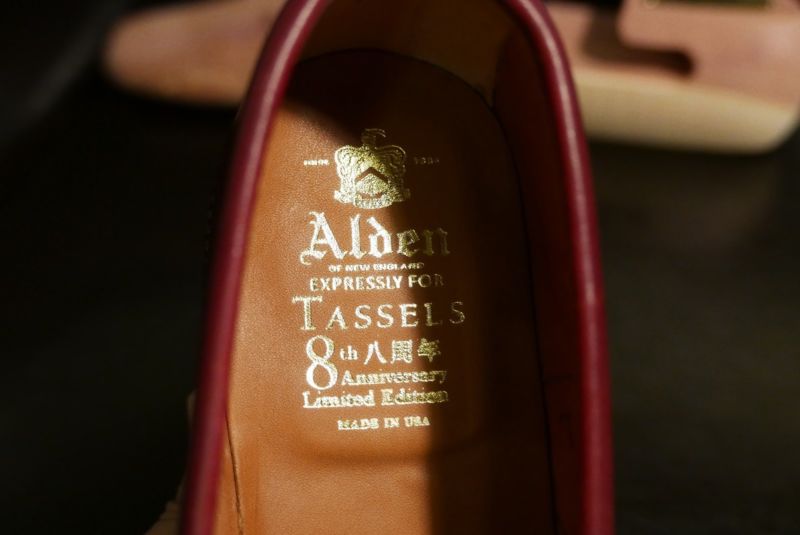 SINCE 1884
Alden
OF NEW ENGLAND
EXPRESSLY FOR
TASSELS
8th 八周年
Anniversary
Limited Edition
MADE IN USA